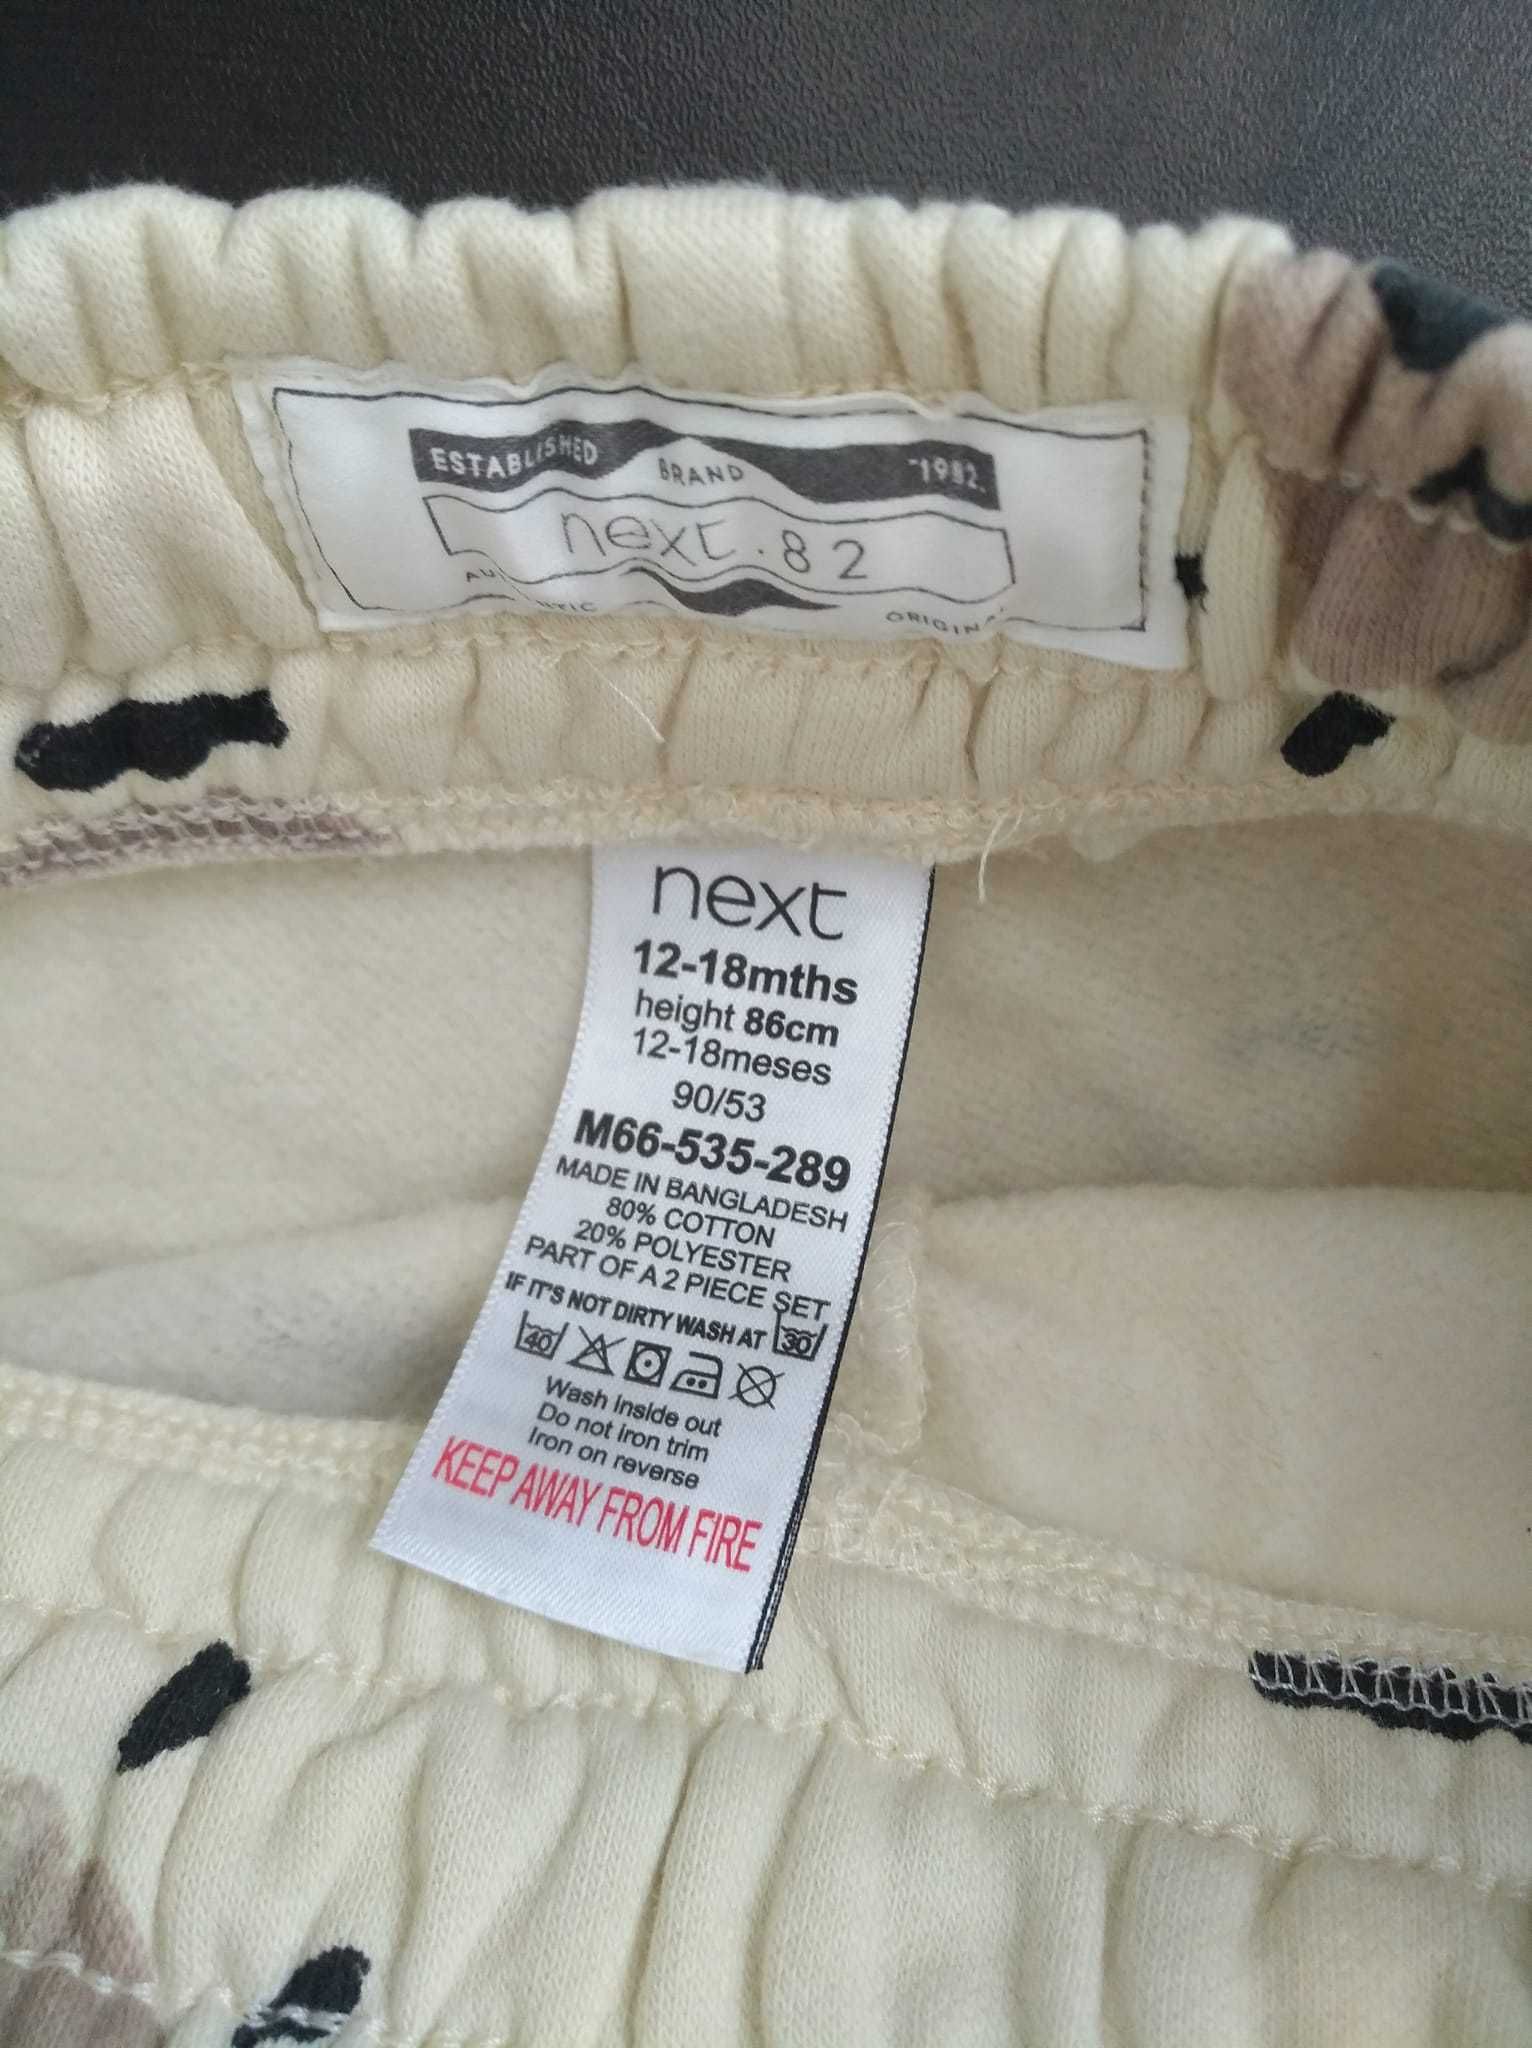 ESTABLISHED BRAND 1982.
next.82
ORIGINAL
next
12-18mths
height 86cm
12-18meses
90/53
M66-535-289
MADE IN BANGLADESH
80% COTTON
20% POLYESTER
PART OF A 2 PIECE SET
IF IT'S NOT DIRTY WASH AT 30
40
Wash inside out
Do not iron trim
Iron on reverse
KEEP AWAY FROM FIRE